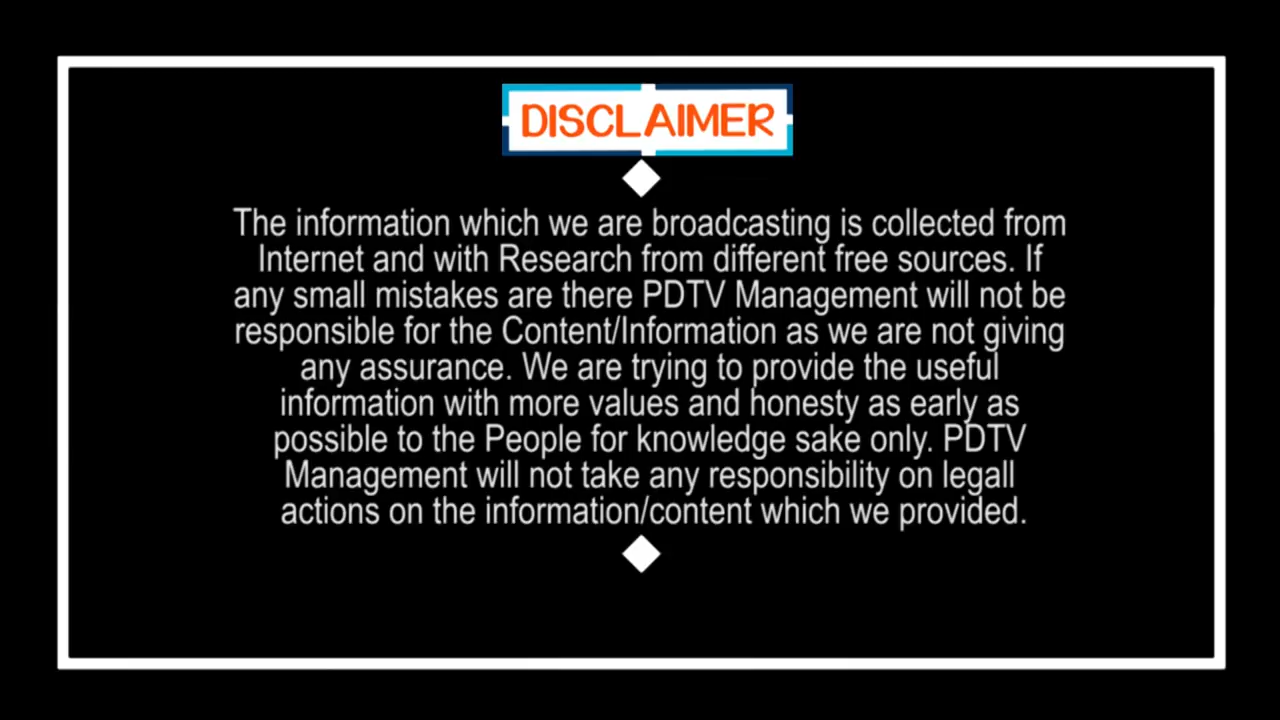 DISCLAIMER
The information which we are broadcasting is collected from
Internet and with Research from different free sources. If
any small mistakes are there PDTV Management will not be
responsible for the Content/Information as we are not giving
any assurance. We are trying to provide the useful
information with more values and honesty as early as
possible to the People for knowledge sake only. PDTV
Management will not take any responsibility on legall
actions on the information/content which we provided.